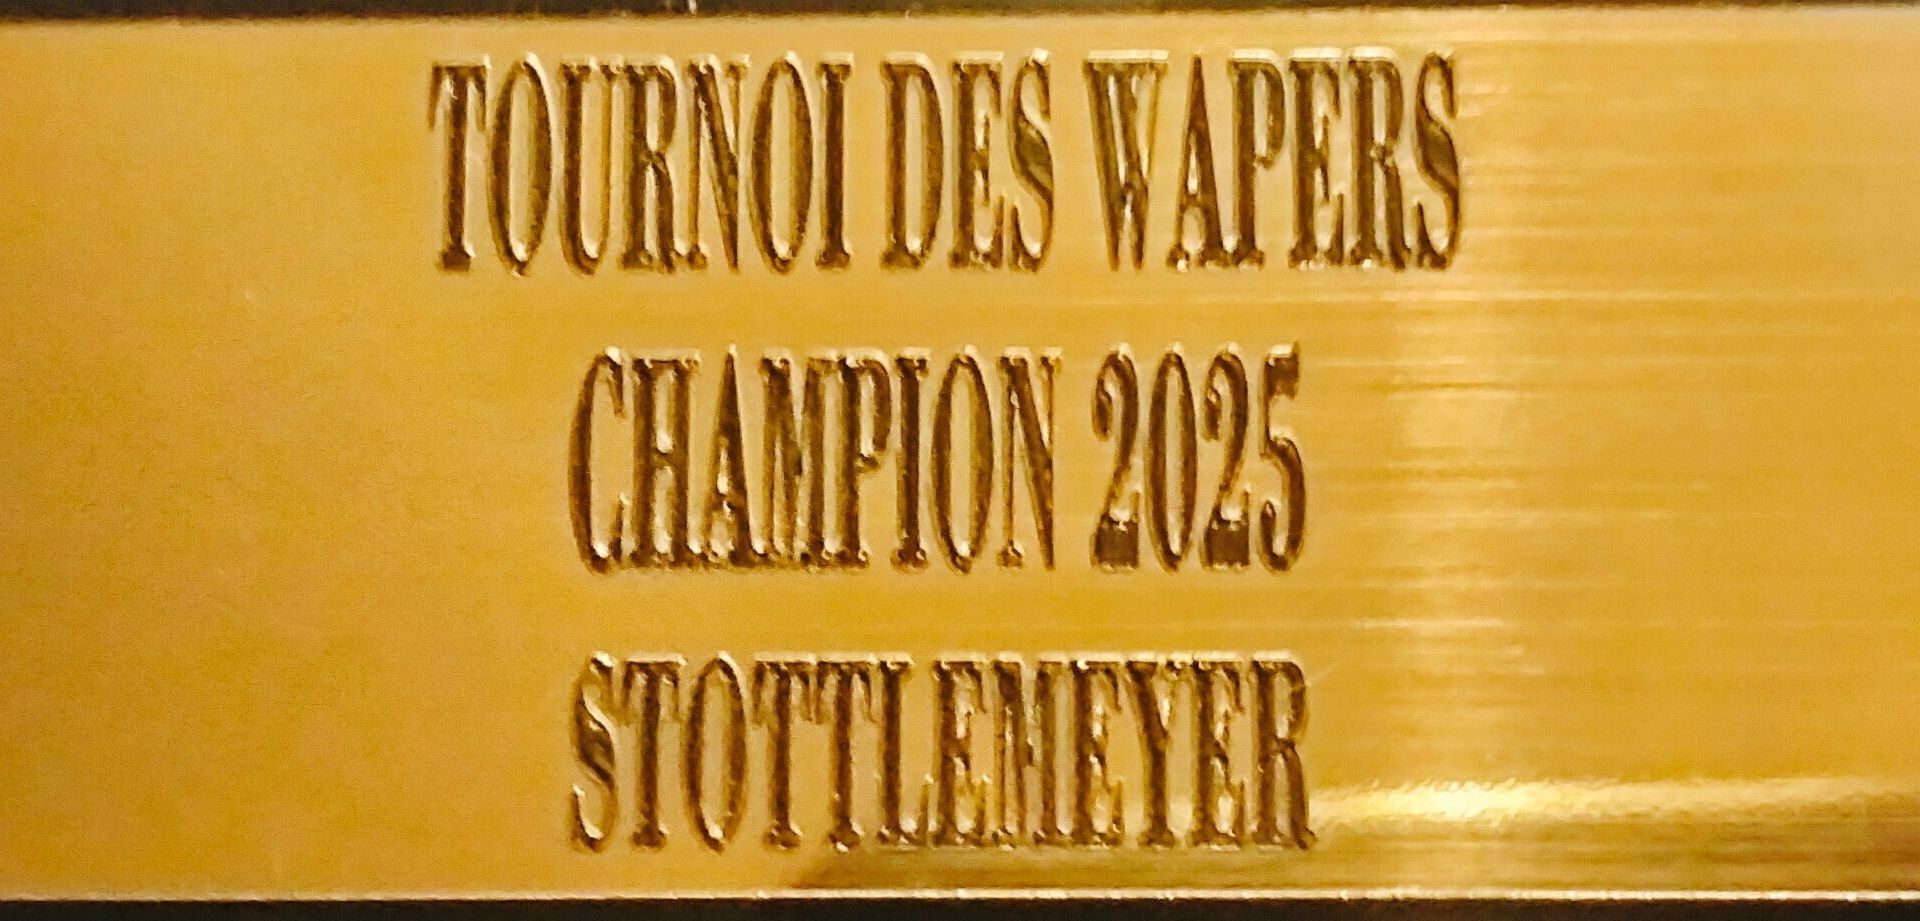 TOURNOI DES WAPERS
CHAMPION 2025
STOTTLEMEYER